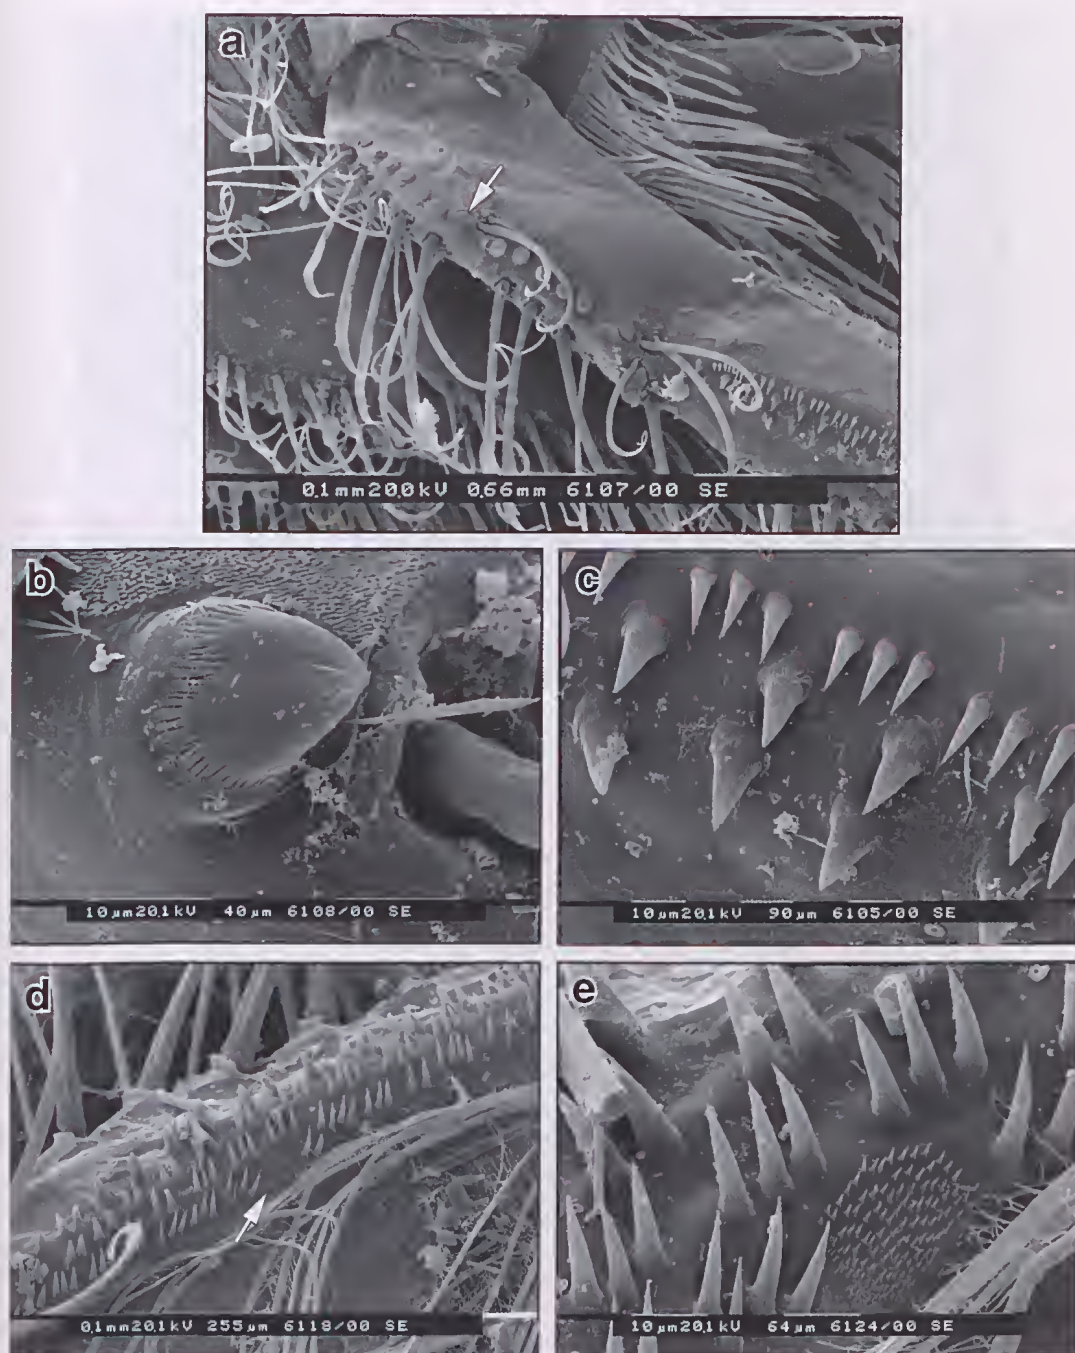 a
0.1mm20.0kV 0.66mm 6107/00 SE
b
10µm20.1kV 40µm 6108/00 SE
c
10µm20.1kV 90µm 6105/00 SE
d
0.1mm20.1kV 255µm 6118/00 SE
e
10µm20.1kV 64µm 6124/00 SE